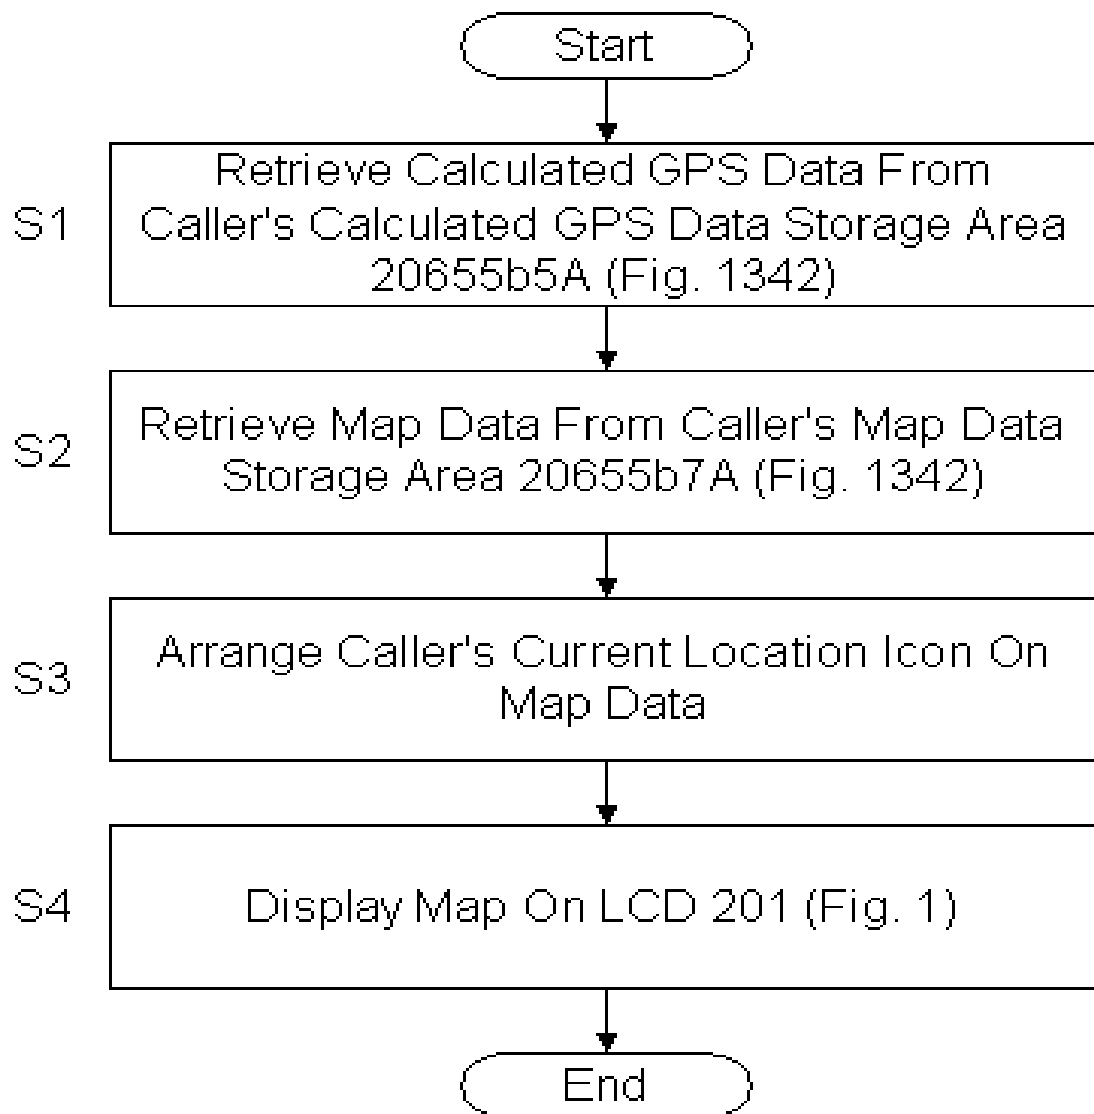 Start
S1
Retrieve Calculated GPS Data From
Caller's Calculated GPS Data Storage Area
20655b5A (Fig. 1342)
S2
Retrieve Map Data From Caller's Map Data
Storage Area 20655b7A (Fig. 1342)
S3
Arrange Caller's Current Location Icon On
Map Data
S4
Display Map On LCD 201 (Fig. 1)
End